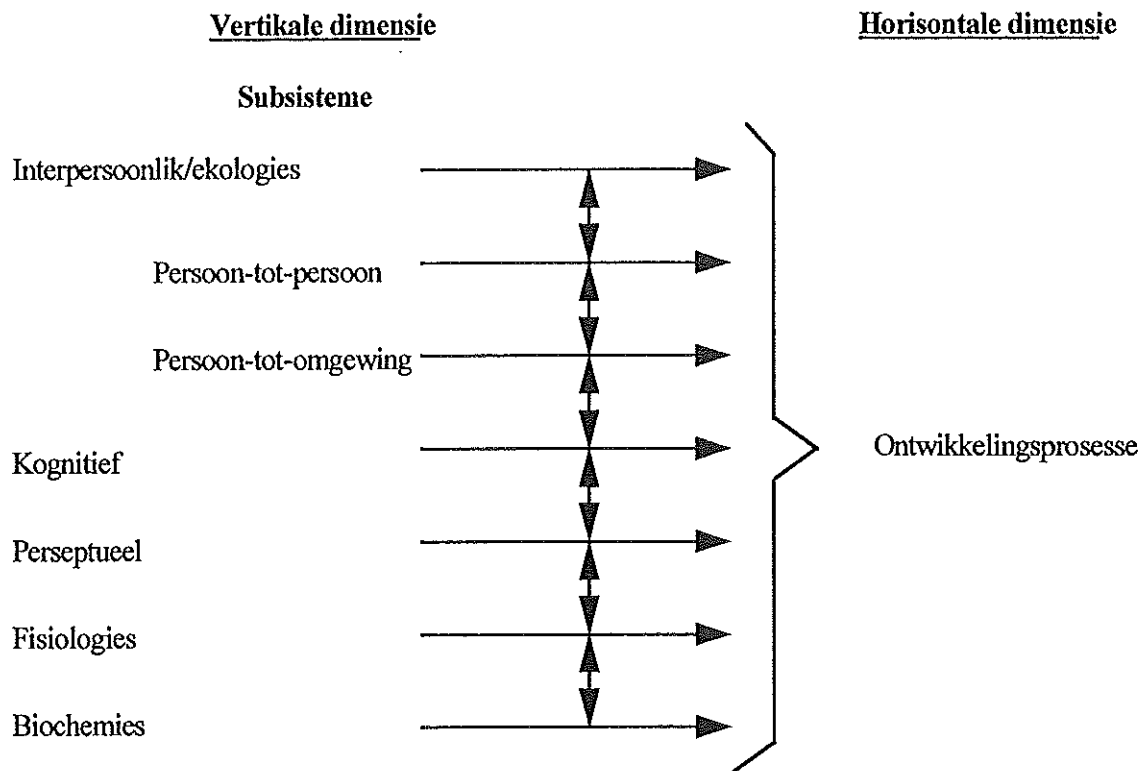 Vertikale dimensie
Horisontale dimensie
Subsisteme
Interpersoonlik/ekologies
Persoon-tot-persoon
Persoon-tot-omgewing
Kognitief
Ontwikkelingsprosesse
Perseptueel
Fisiologies
Biochemies